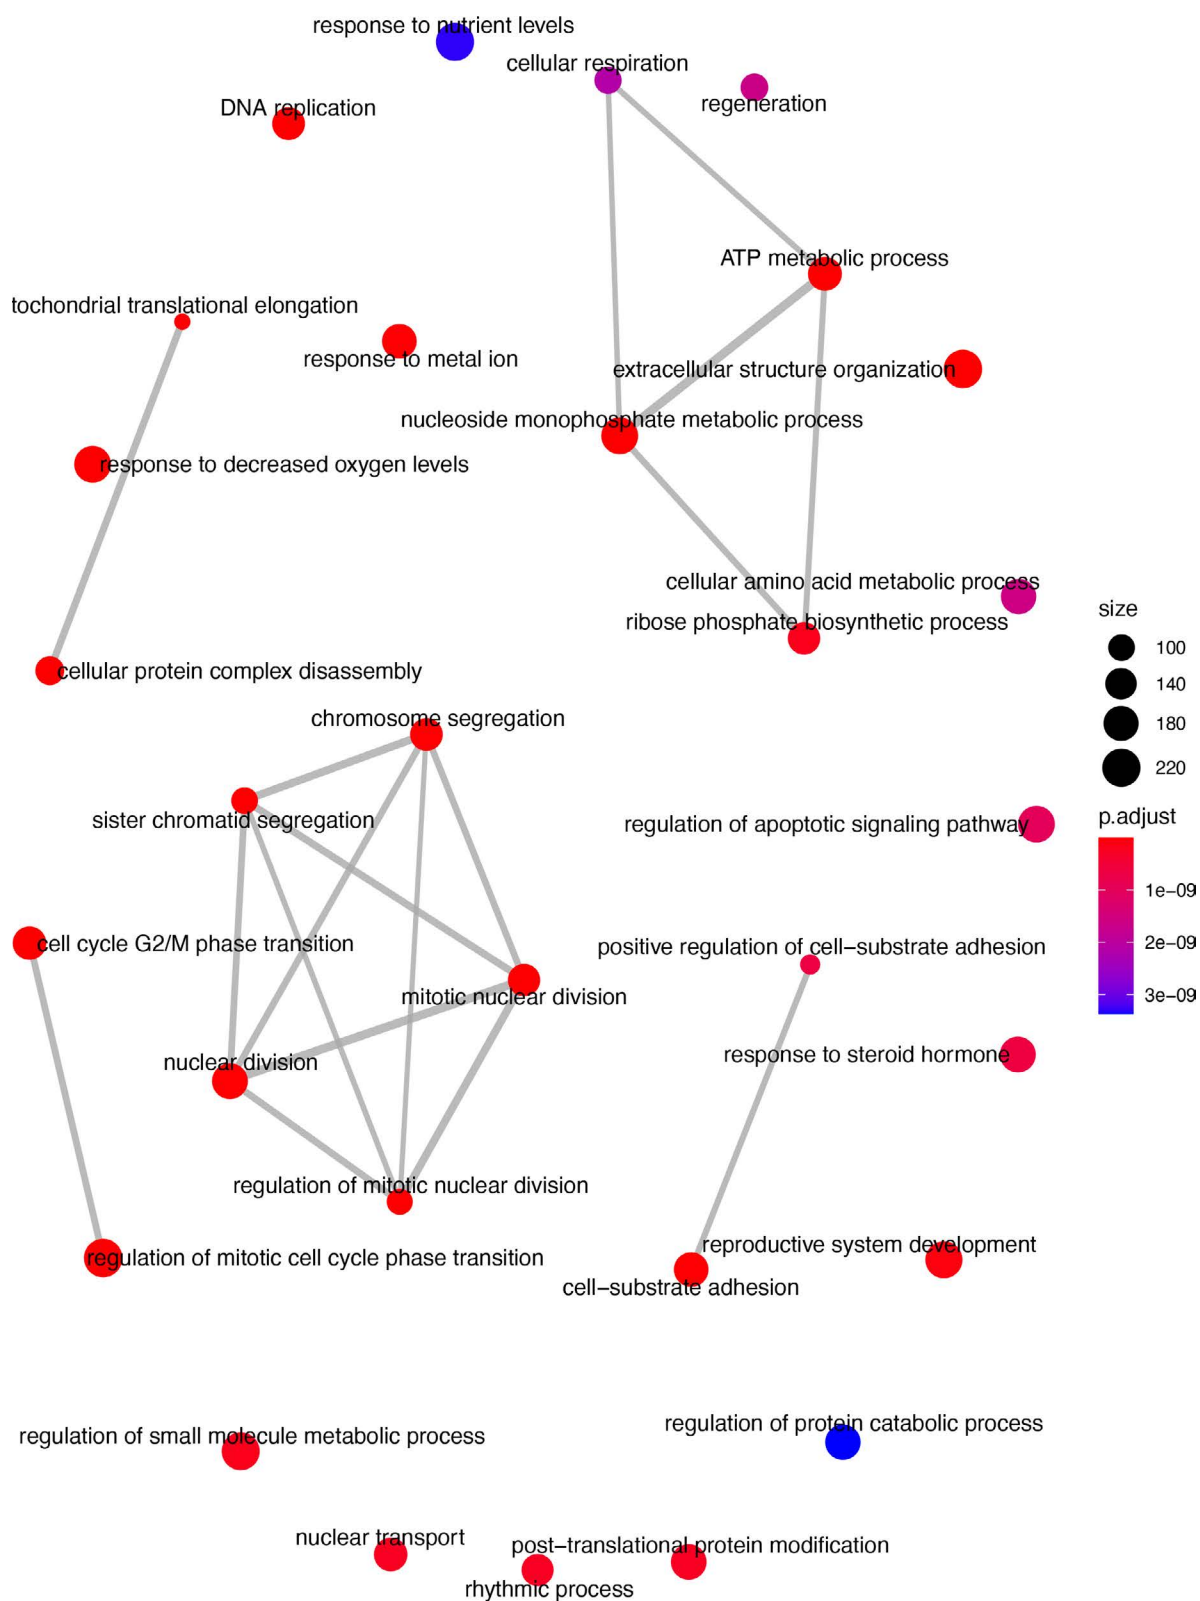 response to nutrient levels
cellular respiration
regeneration
DNA replication
ATP metabolic process
tochondrial translational elongation
response to metal ion
extracellular structure organization
nucleoside monophosphate metabolic process
response to decreased oxygen levels
cellular amino acid metabolic process
ribose phosphate biosynthetic process
cellular protein complex disassembly
chromosome segregation
sister chromatid segregation
regulation of apoptotic signaling pathway
cell cycle G2/M phase transition
positive regulation of cell−substrate adhesion
mitotic nuclear division
nuclear division
response to steroid hormone
regulation of mitotic nuclear division
regulation of mitotic cell cycle phase transition
reproductive system development
cell−substrate adhesion
regulation of small molecule metabolic process
regulation of protein catabolic process
nuclear transport
post−translational protein modification
rhythmic process
size
100
140
180
220
p.adjust
1e−09
2e−09
3e−09